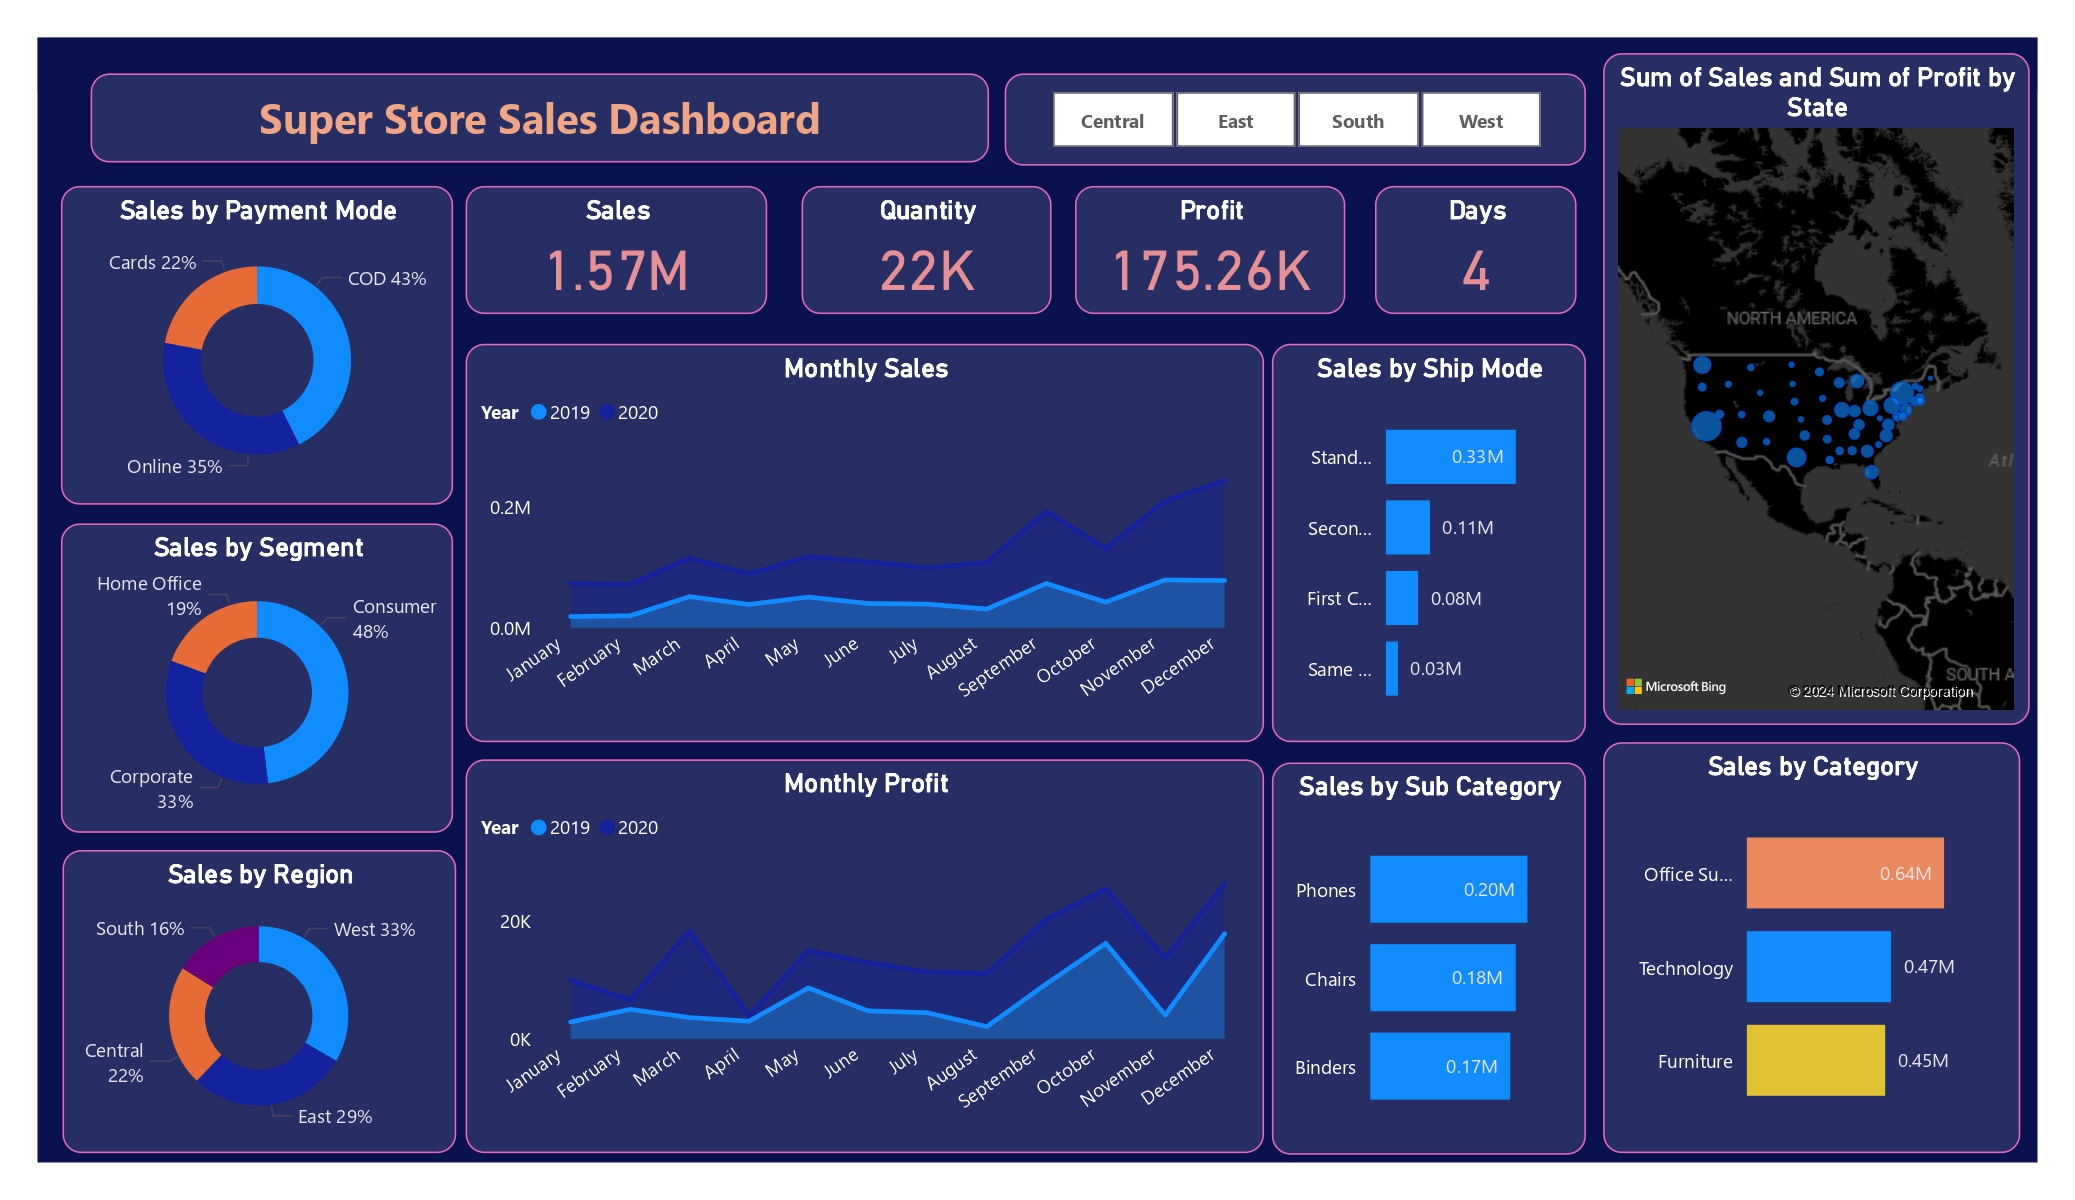 Super Store Sales Dashboard
Central
East
South
West
Sum of Sales and Sum of Profit by
State
NORTH AMERICA
Atl
SOUTH A
Microsoft Bing
© 2024 Microsoft Corporation
Sales by Payment Mode
Cards 22%
COD 43%
Online 35%
Sales
1.57M
Quantity
22K
Profit
175.26K
Days
4
Sales by Segment
Home Office
19%
Consumer
48%
Corporate
33%
Sales by Region
South 16%
West 33%
Central
22%
East 29%
Monthly Sales
Year 2019 2020
0.2M
0.0M
January
February
March
April
May
June
July
August
September
October
November
December
Sales by Ship Mode
Stand... 0.33M
Secon... 0.11M
First C... 0.08M
Same ... 0.03M
Monthly Profit
Year 2019 2020
20K
0K
January
February
March
April
May
June
July
August
September
October
November
December
Sales by Sub Category
Phones 0.20M
Chairs 0.18M
Binders 0.17M
Sales by Category
Office Su... 0.64M
Technology 0.47M
Furniture 0.45M